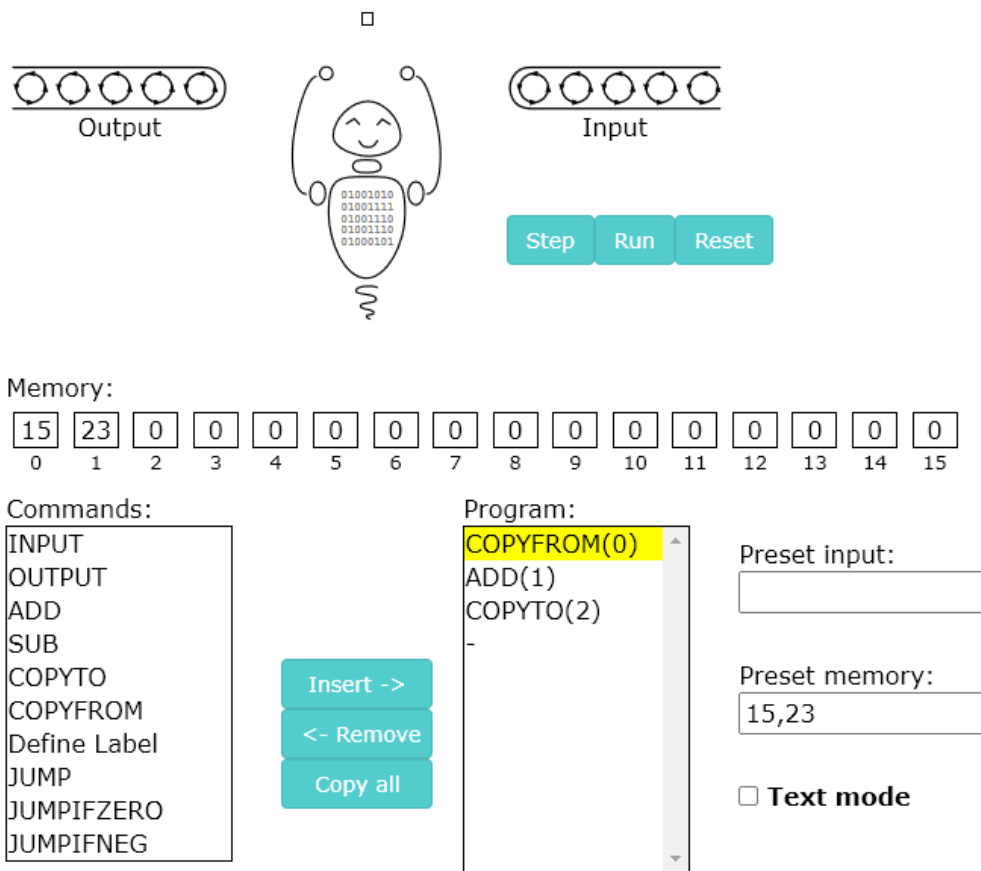 Output
Input
01001010
01001111
01001110
01001110
01000101
Step Run Reset
Memory:
15 23 0 0 0 0 0 0 0 0 0 0 0 0 0 0
0 1 2 3 4 5 6 7 8 9 10 11 12 13 14 15
Commands:
INPUT
OUTPUT
ADD
SUB
COPYTO
COPYFROM
Define Label
JUMP
JUMPIFZERO
JUMPIFNEG
Insert ->
<- Remove
Copy all
Program:
COPYFROM(0)
ADD(1)
COPYTO(2)
-
Preset input:
Preset memory:
15,23
Text mode